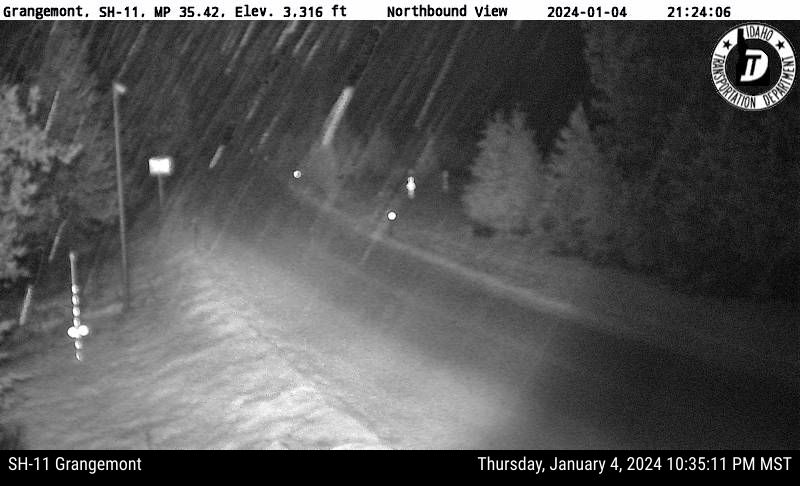 Grangemont, SH-11, MP 35.42, Elev. 3,316 ft Northbound View 2024-01-04 21:24:06
IDAHO
TRANSPORTATION DEPARTMENT
SH-11 Grangemont Thursday, January 4, 2024 10:35:11 PM MST